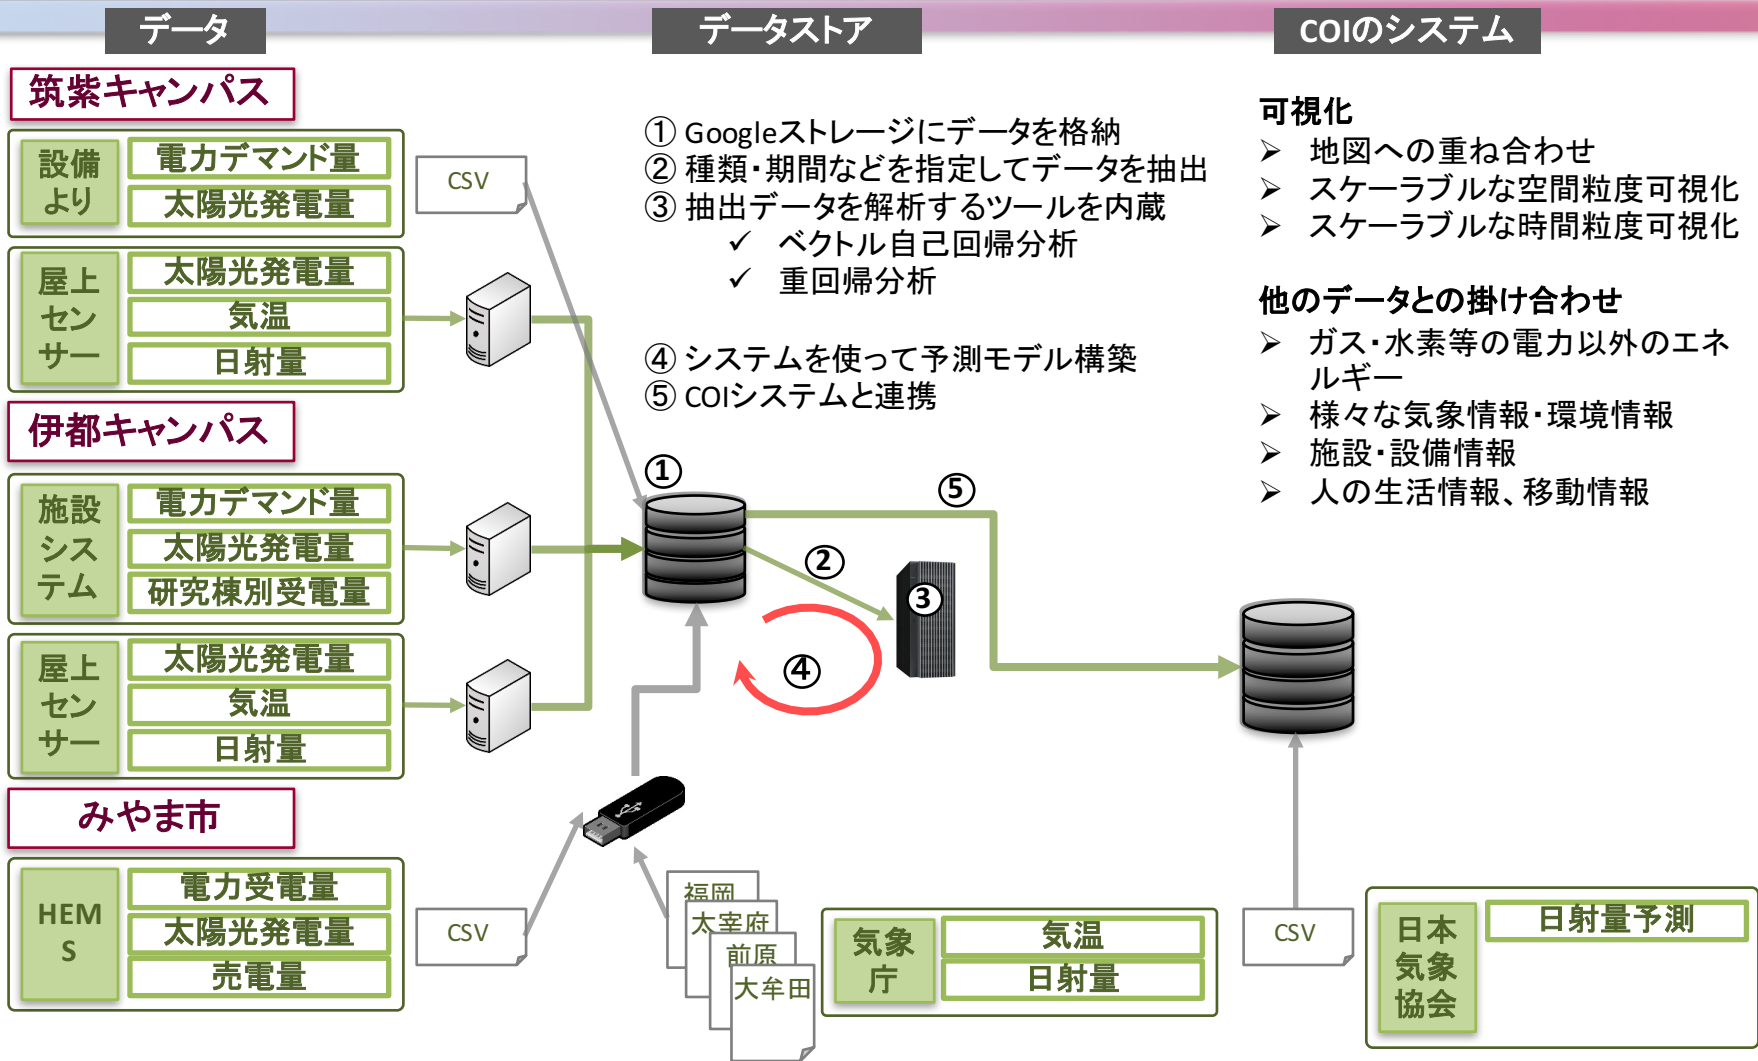 データ
データストア
COIのシステム
筑紫キャンパス
設備
より
電力デマンド量
太陽光発電量
CSV
屋上
セン
サー
太陽光発電量
気温
日射量
伊都キャンパス
施設
シス
テム
電力デマンド量
太陽光発電量
研究棟別受電量
屋上
セン
サー
太陽光発電量
気温
日射量
みやま市
HEM
S
電力受電量
太陽光発電量
売電量
CSV
① Googleストレージにデータを格納
② 種類・期間などを指定してデータを抽出
③ 抽出データを解析するツールを内蔵
✓ ベクトル自己回帰分析
✓ 重回帰分析
④ システムを使って予測モデル構築
⑤ COIシステムと連携
①
②
③
④
⑤
福岡
太宰府
前原
大牟田
気象
庁
気温
日射量
可視化
➢ 地図への重ね合わせ
➢ スケーラブルな空間粒度可視化
➢ スケーラブルな時間粒度可視化
他のデータとの掛け合わせ
➢ ガス・水素等の電力以外のエネ
ルギー
➢ 様々な気象情報・環境情報
➢ 施設・設備情報
➢ 人の生活情報、移動情報
CSV
日本
気象
協会
日射量予測